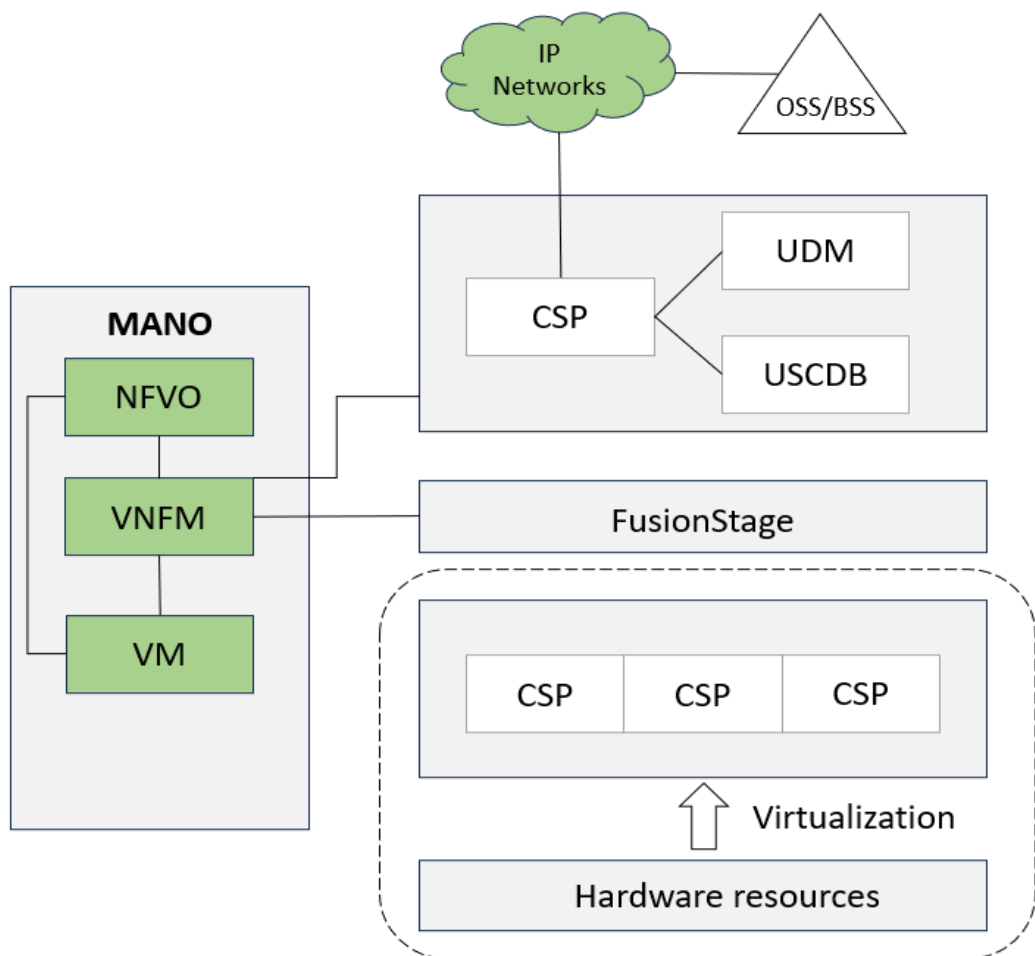 IP
Networks
OSS/BSS
UDM
CSP
USCDB
MANO
NFVO
VNFM
VM
FusionStage
CSP
CSP
CSP
Virtualization
Hardware resources